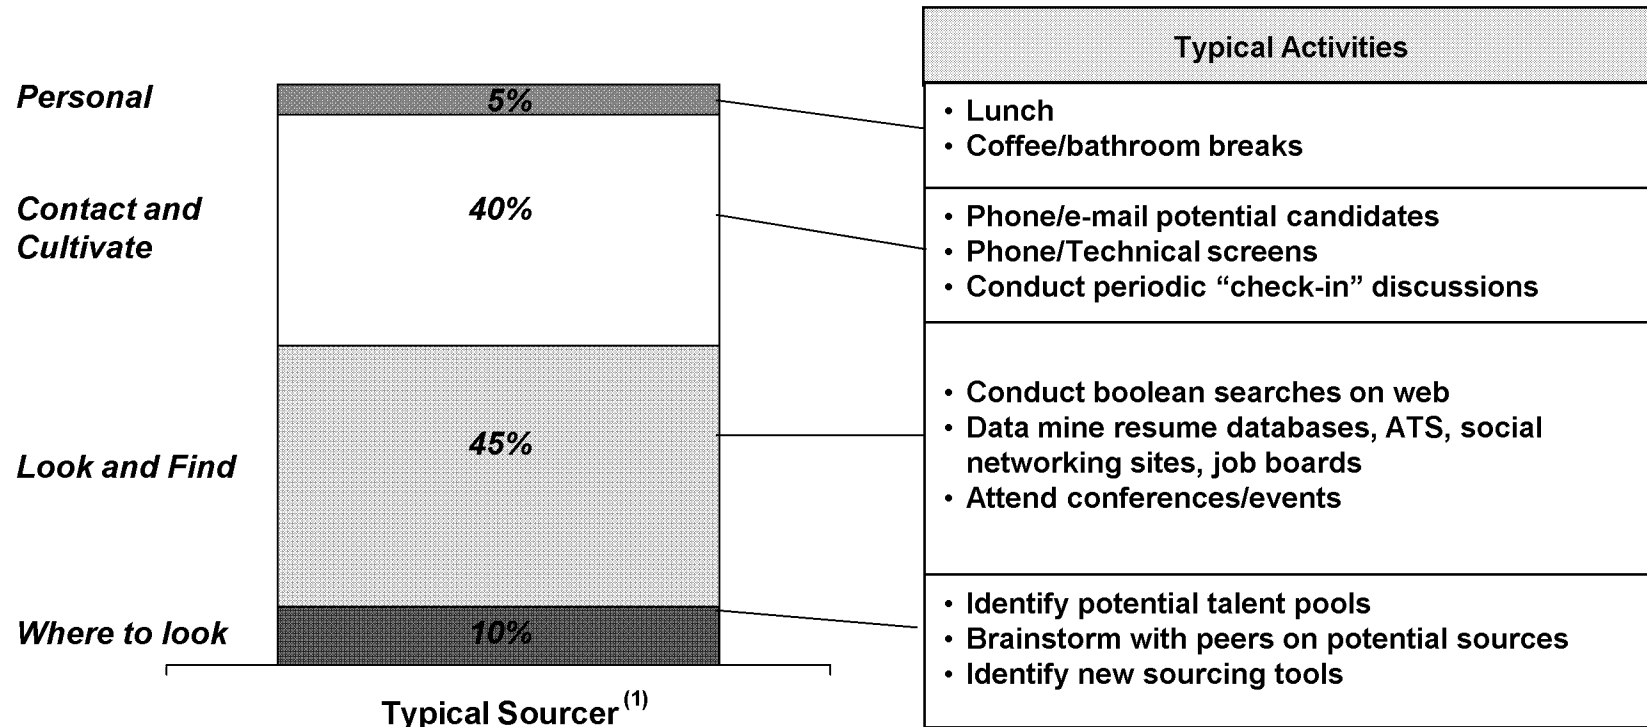 Typical Activities
Personal
5%
• Lunch
• Coffee/bathroom breaks
Contact and
Cultivate
40%
• Phone/e-mail potential candidates
• Phone/Technical screens
• Conduct periodic “check-in” discussions
Look and Find
45%
• Conduct boolean searches on web
• Data mine resume databases, ATS, social
networking sites, job boards
• Attend conferences/events
Where to look
10%
• Identify potential talent pools
• Brainstorm with peers on potential sources
• Identify new sourcing tools
Typical Sourcer (1)